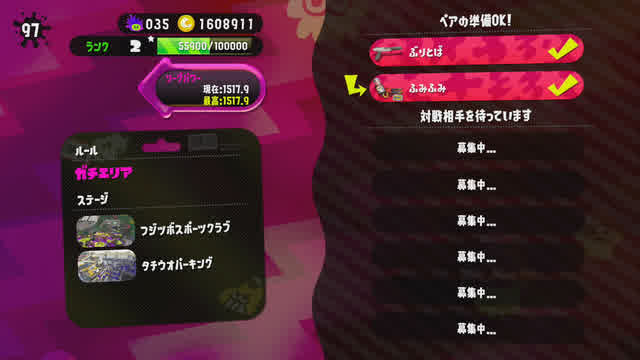 97
035
1608911
ランク
2
55400/100000
リーグパワー
現在:1517.9
最高:1517.9
ルール
ガチエリア
ステージ
フジツボスポーツクラブ
タチウオパーキング
ペアの準備OK!
ぷりとば
ふみふみ
対戦相手を待っています
募集中...
募集中...
募集中...
募集中...
募集中...
募集中...